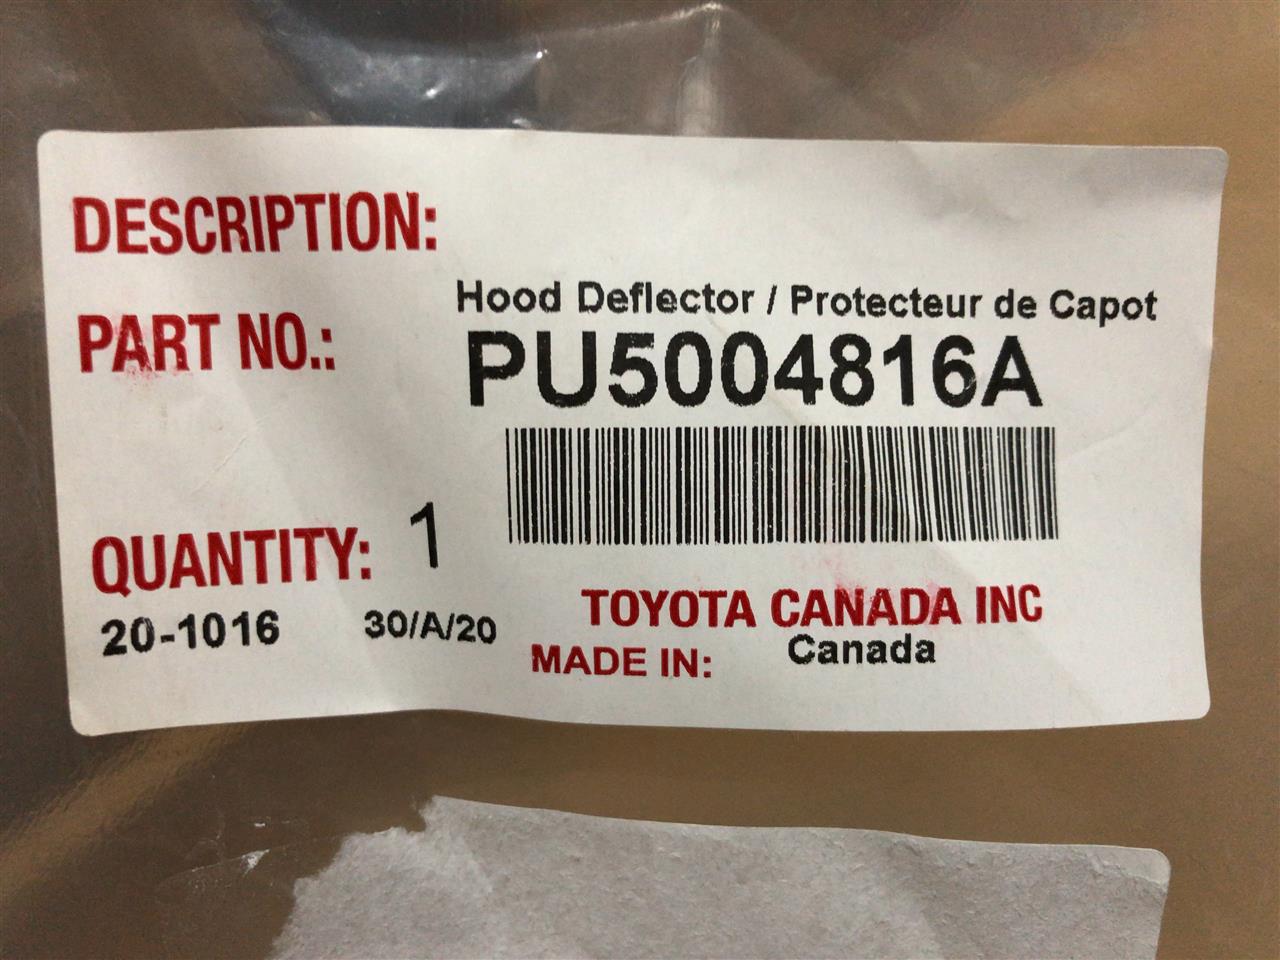 DESCRIPTION:
Hood Deflector / Protecteur de Capot
PART NO.: PU5004816A
QUANTITY: 1
20-1016 30/A/20
TOYOTA CANADA INC
MADE IN: Canada